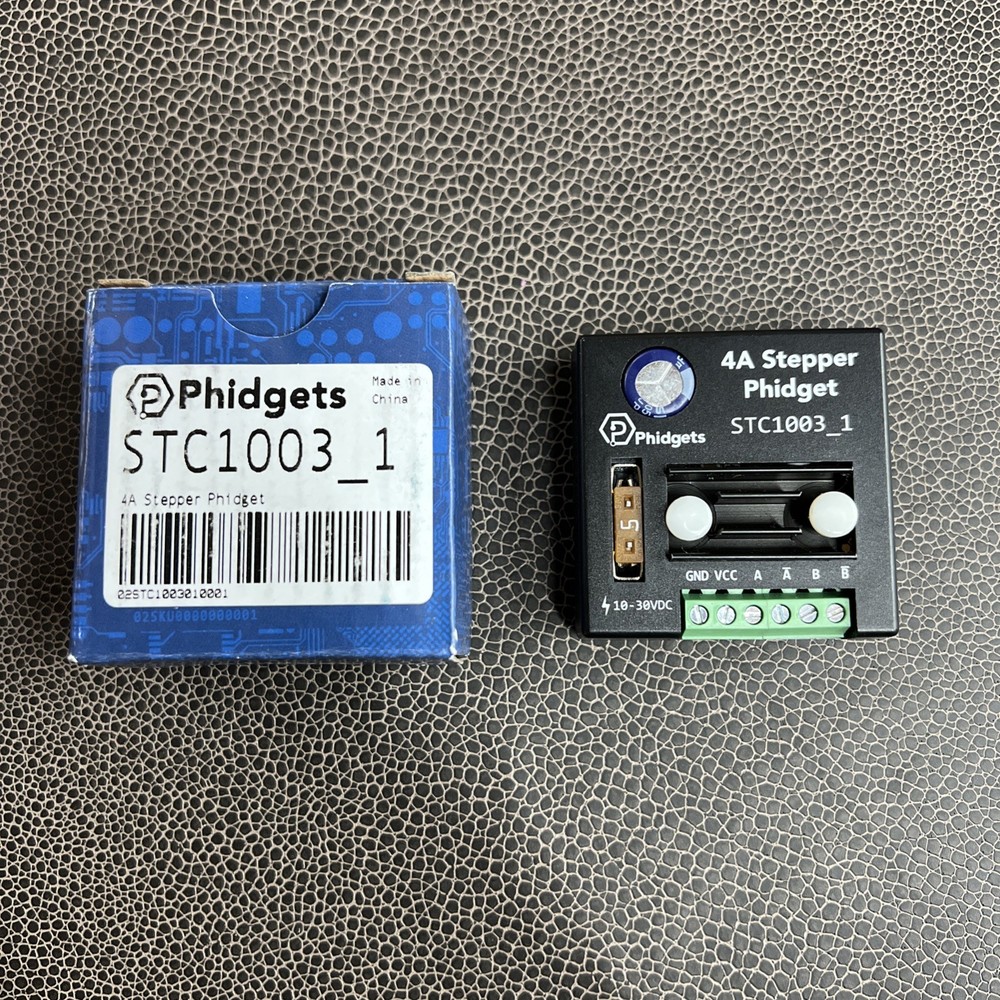 Phidgets
Made in
China
STC1003_1
4A Stepper Phidget
02STC1003010001
02SKU0000000001
4A Stepper
Phidget
Phidgets
STC1003_1
5
GND VCC A A̅ B B̅
10-30VDC